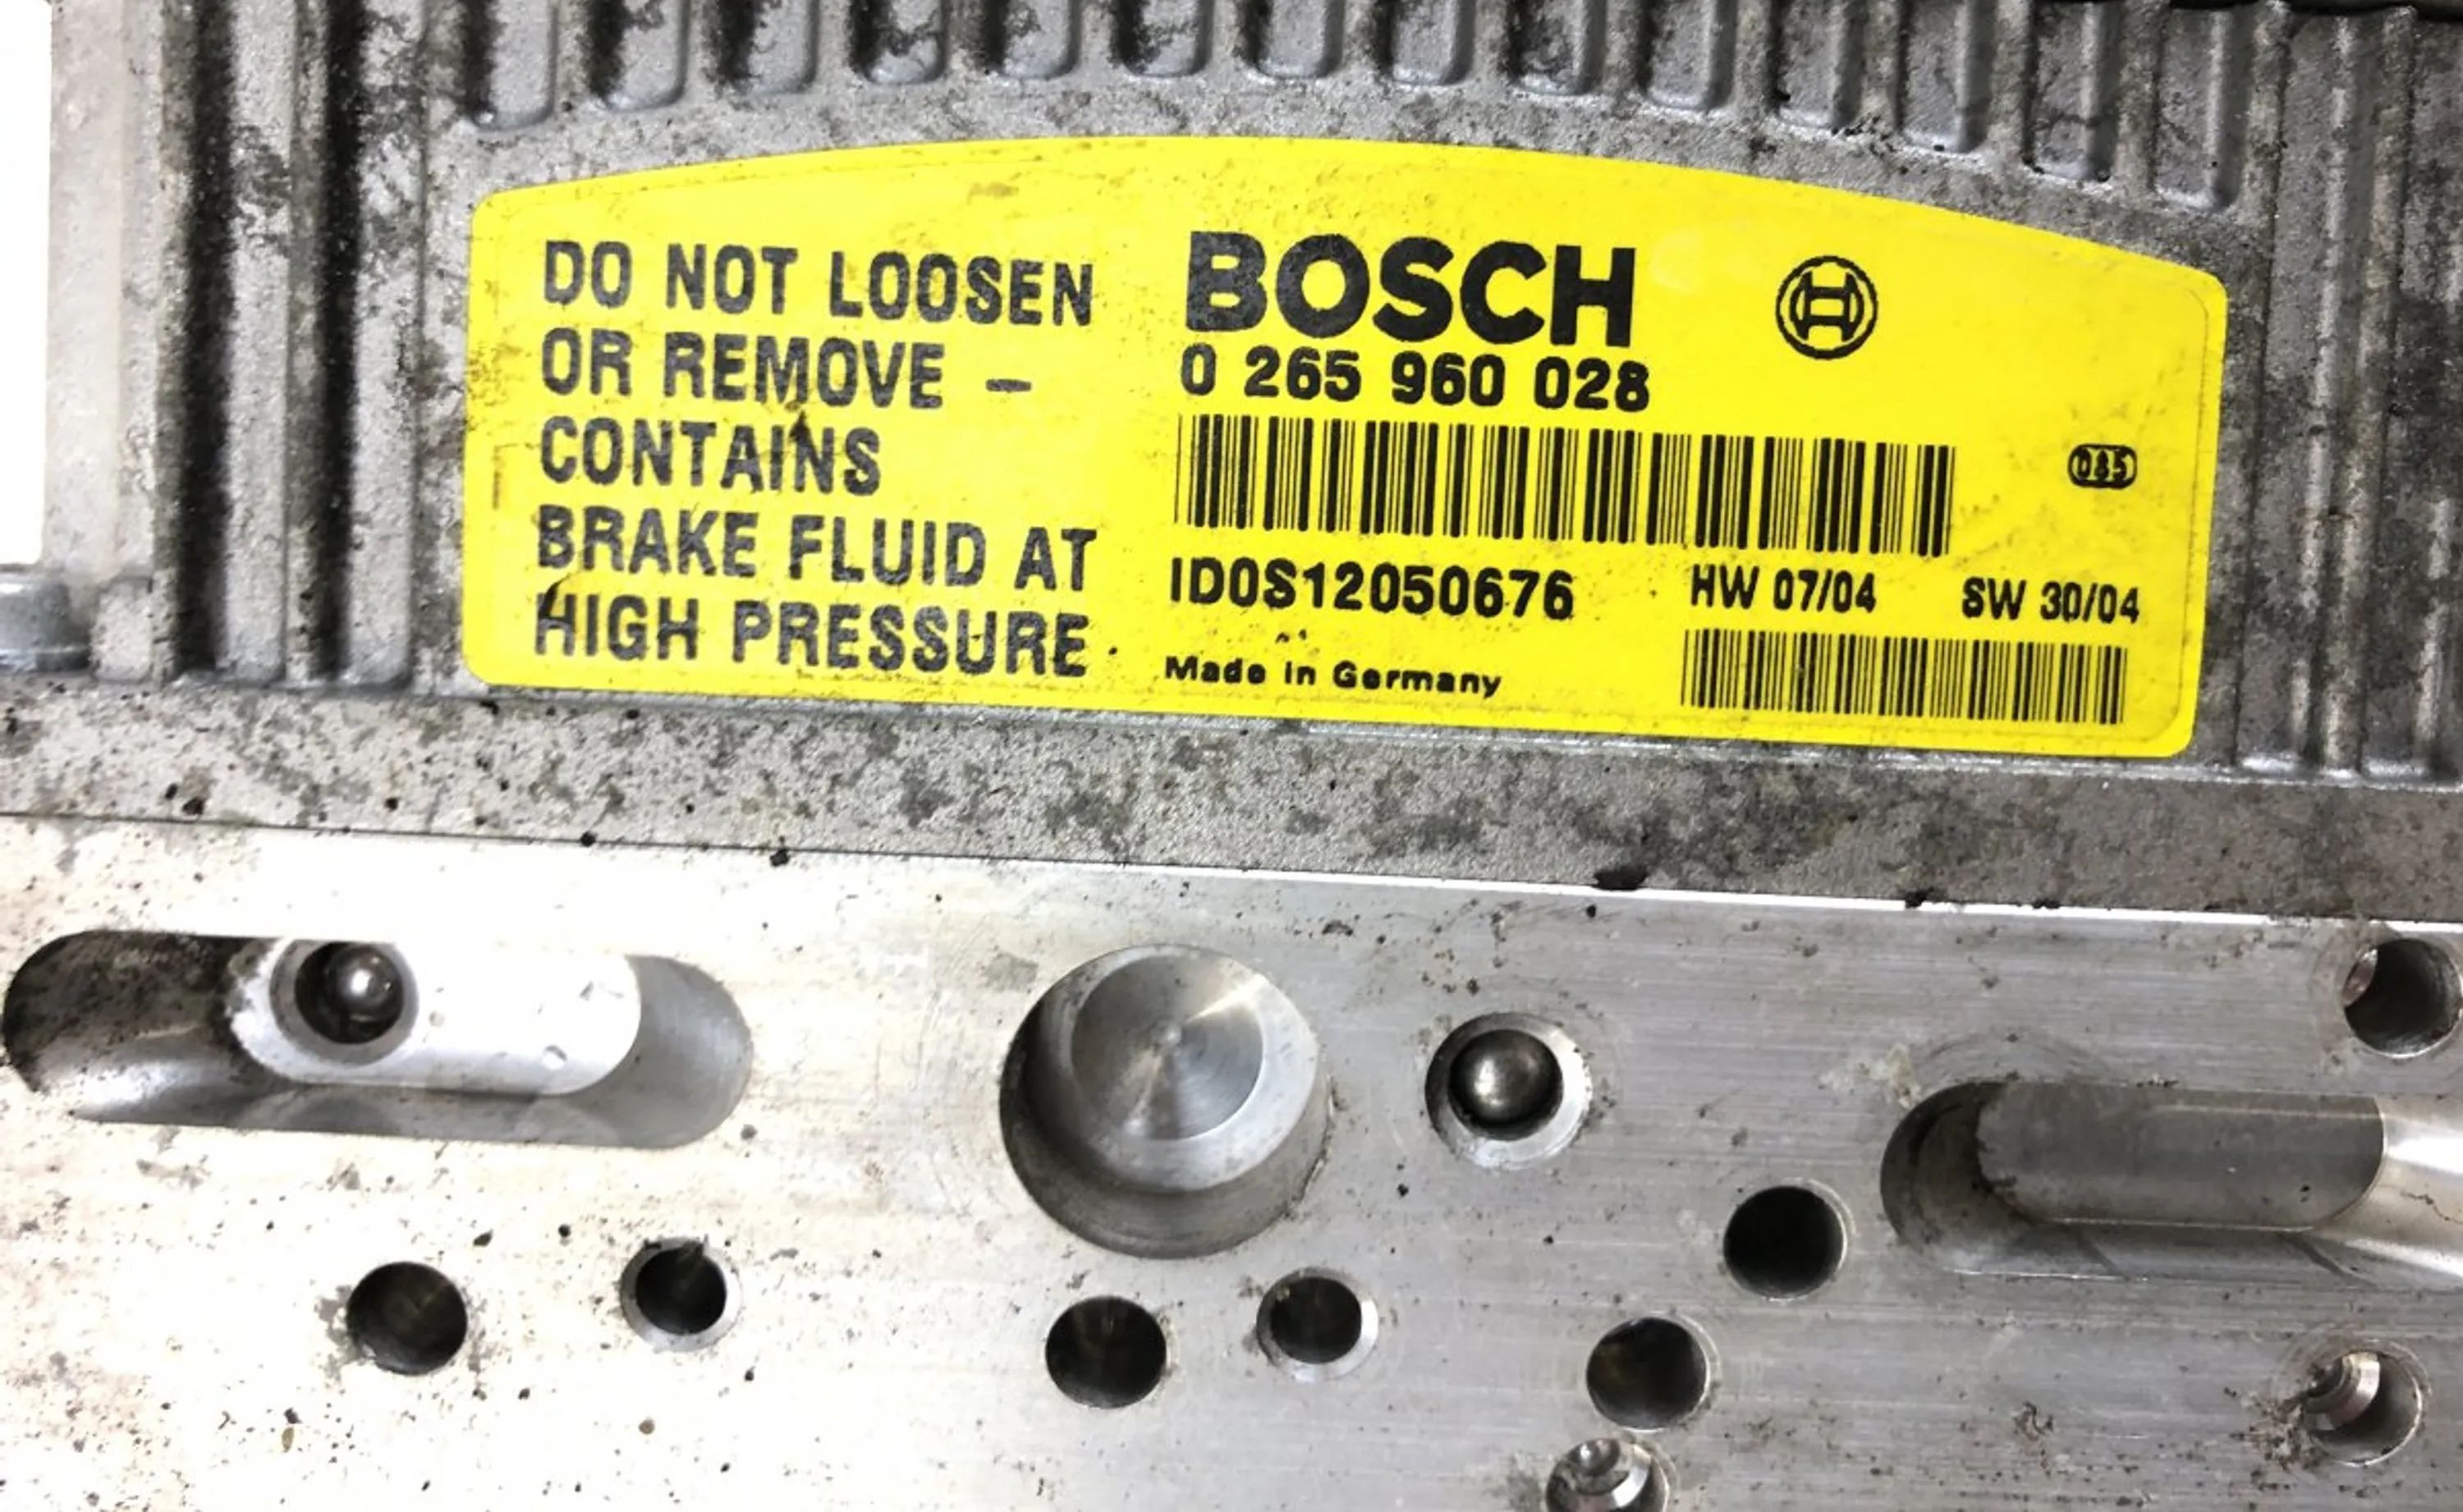 DO NOT LOOSEN
OR REMOVE –
CONTAINS
BRAKE FLUID AT
HIGH PRESSURE
BOSCH
0 265 960 028
085
ID0S12050676
HW 07/04 SW 30/04
Made in Germany